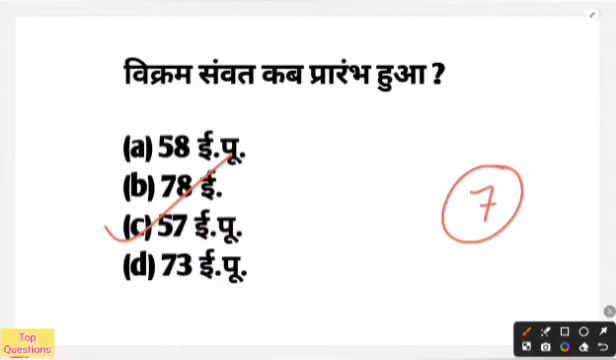 विक्रम संवत कब प्रारंभ हुआ ?
(a) 58 ई.पू.
(b) 78 ई.
(c) 57 ई.पू.
(d) 73 ई.पू.
7
Top
Questions